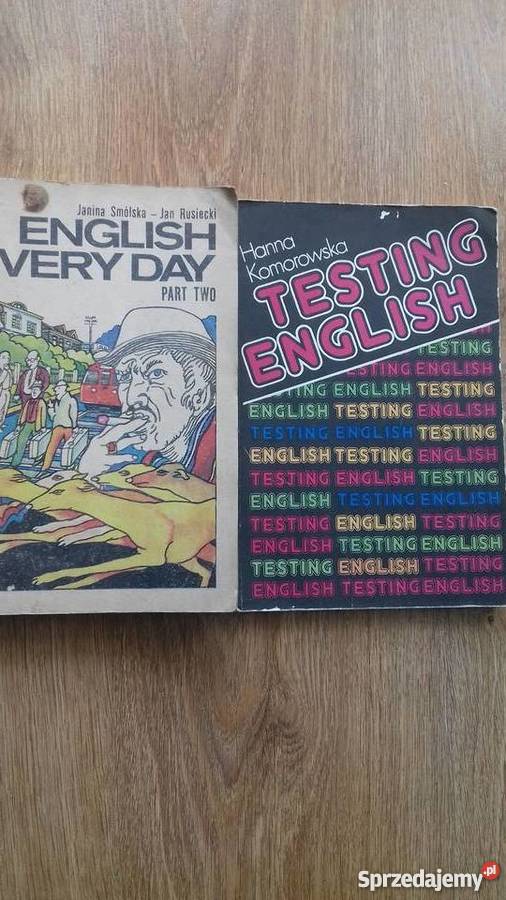 Janina Smólska – Jan Rusiecki
ENGLISH
VERY DAY
PART TWO
Hanna
Komorowska
TESTING
ENGLISH
TESTING
TESTING ENGLISH
ENGLISH TESTING
ENGLISH TESTING ENGLISH
TESTING ENGLISH TESTING
ENGLISH TESTING ENGLISH
TESTING ENGLISH TESTING
ENGLISH TESTING ENGLISH
TESTING ENGLISH TESTING
ENGLISH TESTING ENGLISH
TESTING ENGLISH TESTING
ENGLISH TESTING ENGLISH
Sprzedajemy.pl